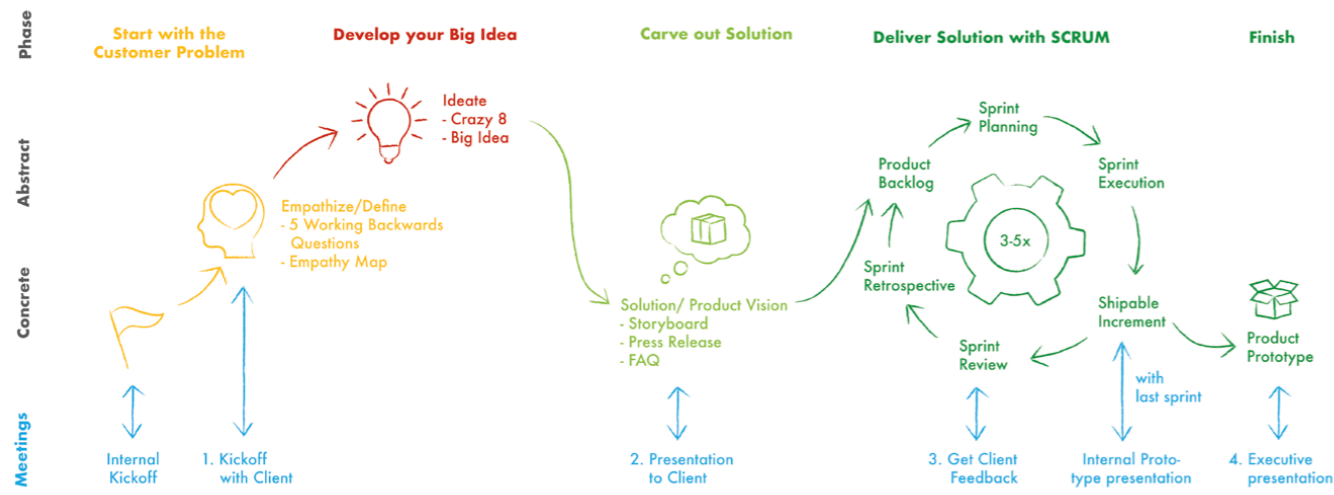 Phase
Start with the
Customer Problem
Develop your Big Idea
Carve out Solution
Deliver Solution with SCRUM
Finish
Abstract
Ideate
- Crazy 8
- Big Idea
Empathize/Define
- 5 Working Backwards
Questions
- Empathy Map
Sprint
Planning
Product
Backlog
Sprint
Execution
3-5x
Concrete
Sprint
Retrospective
Solution/ Product Vision
- Storyboard
- Press Release
- FAQ
Shipable
Increment
Sprint
Review
Product
Prototype
with
last sprint
Meetings
Internal
Kickoff
1. Kickoff
with Client
2. Presentation
to Client
3. Get Client
Feedback
Internal Proto-
type presentation
4. Executive
presentation